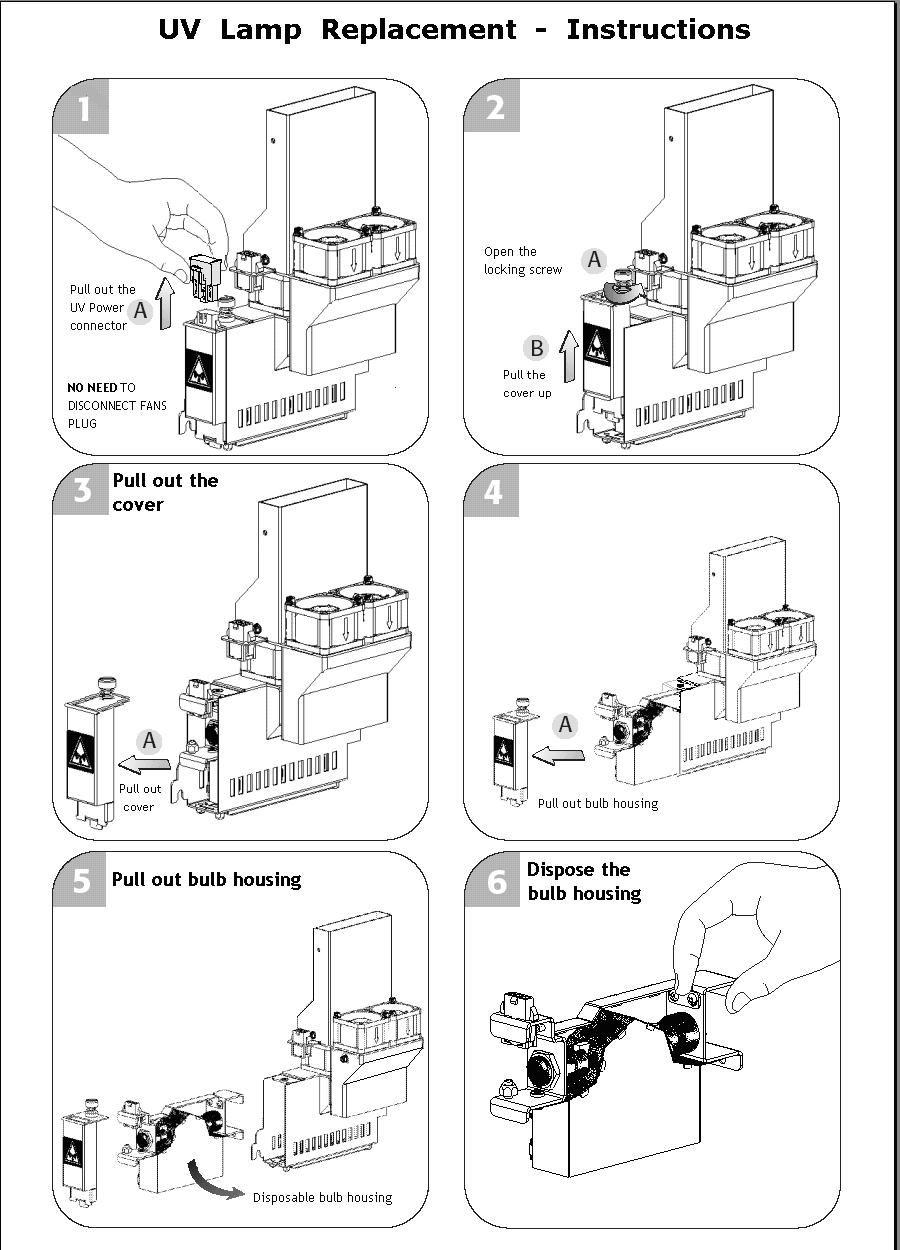 UV Lamp Replacement - Instructions
1
Pull out the
UV Power
connector
A
NO NEED TO
DISCONNECT FANS
PLUG
2
Open the
locking screw
A
B
Pull the
cover up
3
Pull out the
cover
A
Pull out
cover
4
A
Pull out bulb housing
5
Pull out bulb housing
Disposable bulb housing
6
Dispose the
bulb housing